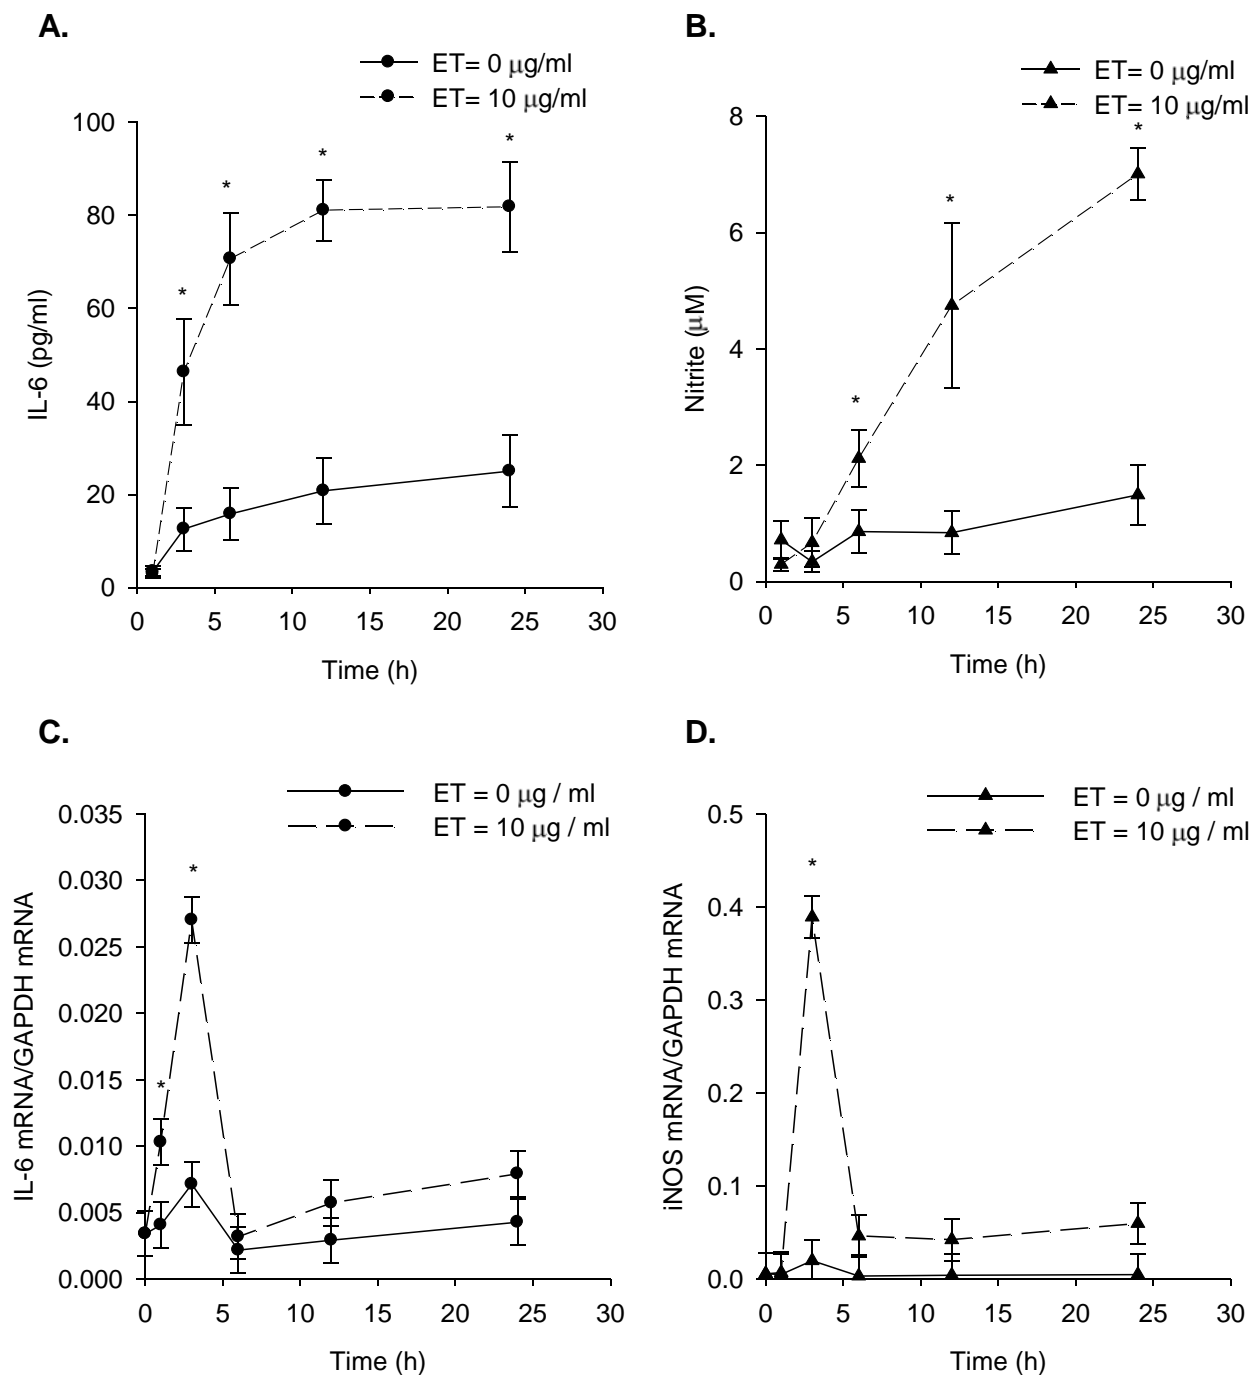 A.
ET= 0 μg/ml
ET= 10 μg/ml
100
80
60
40
20
0
IL-6 (pg/ml)
* * * *
0 5 10 15 20 25 30
Time (h)
B.
ET= 0 μg/ml
ET= 10 μg/ml
8
6
4
2
0
Nitrite (μM)
* * *
0 5 10 15 20 25 30
Time (h)
C.
ET = 0 μg / ml
ET = 10 μg / ml
0.035
0.030
0.025
0.020
0.015
0.010
0.005
0.000
IL-6 mRNA/GAPDH mRNA
* *
0 5 10 15 20 25 30
Time (h)
D.
ET = 0 μg / ml
ET = 10 μg / ml
0.5
0.4
0.3
0.2
0.1
0.0
iNOS mRNA/GAPDH mRNA
*
0 5 10 15 20 25 30
Time (h)